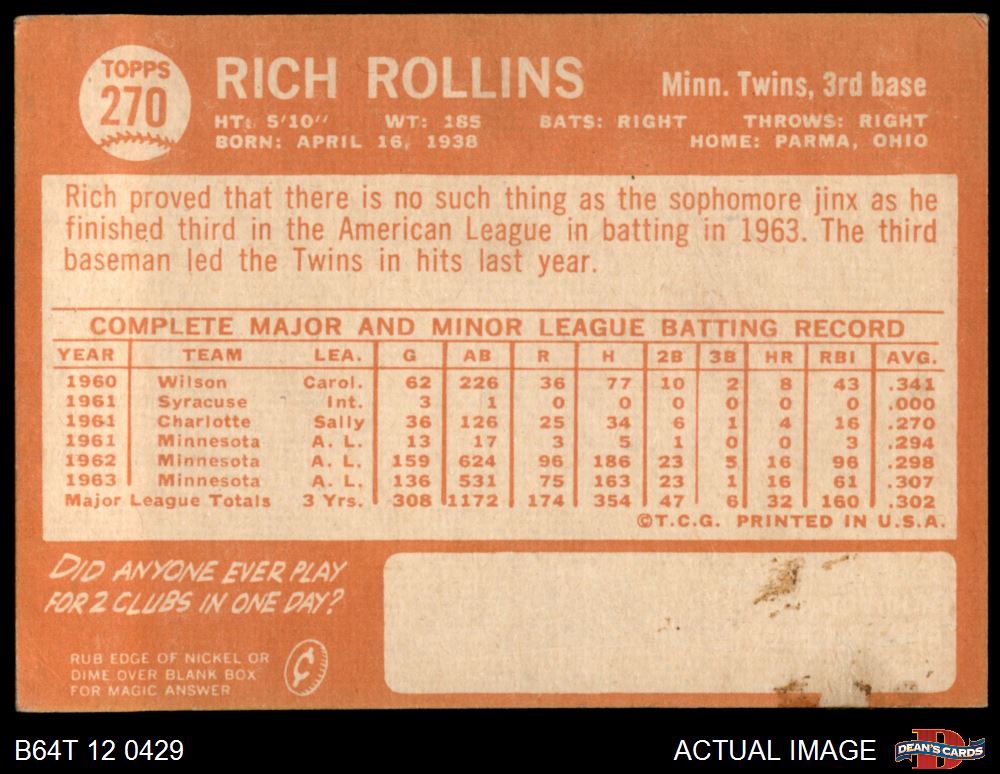 TOPPS
270
RICH ROLLINS
Minn. Twins, 3rd base
HT: 5'10" WT: 185 BATS: RIGHT THROWS: RIGHT
BORN: APRIL 16, 1938 HOME: PARMA, OHIO
Rich proved that there is no such thing as the sophomore jinx as he
finished third in the American League in batting in 1963. The third
baseman led the Twins in hits last year.
COMPLETE MAJOR AND MINOR LEAGUE BATTING RECORD
YEAR TEAM LEA. G AB R H 2B 3B HR RBI AVG.
1960 Wilson Carol. 62 226 36 77 10 2 8 43 .341
1961 Syracuse Int. 3 1 0 0 0 0 0 0 .000
1961 Charlotte Sally 36 126 25 34 6 1 4 16 .270
1961 Minnesota A. L. 13 17 3 5 1 0 0 3 .294
1962 Minnesota A. L. 159 624 96 186 23 5 16 96 .298
1963 Minnesota A. L. 136 531 75 163 23 1 16 61 .307
Major League Totals 3 Yrs. 308 1172 174 354 47 6 32 160 .302
©T.C.G. PRINTED IN U.S.A.
DID ANYONE EVER PLAY
FOR 2 CLUBS IN ONE DAY?
RUB EDGE OF NICKEL OR
DIME OVER BLANK BOX
FOR MAGIC ANSWER
¢
B64T 12 0429
ACTUAL IMAGE
DEAN'S CARDS